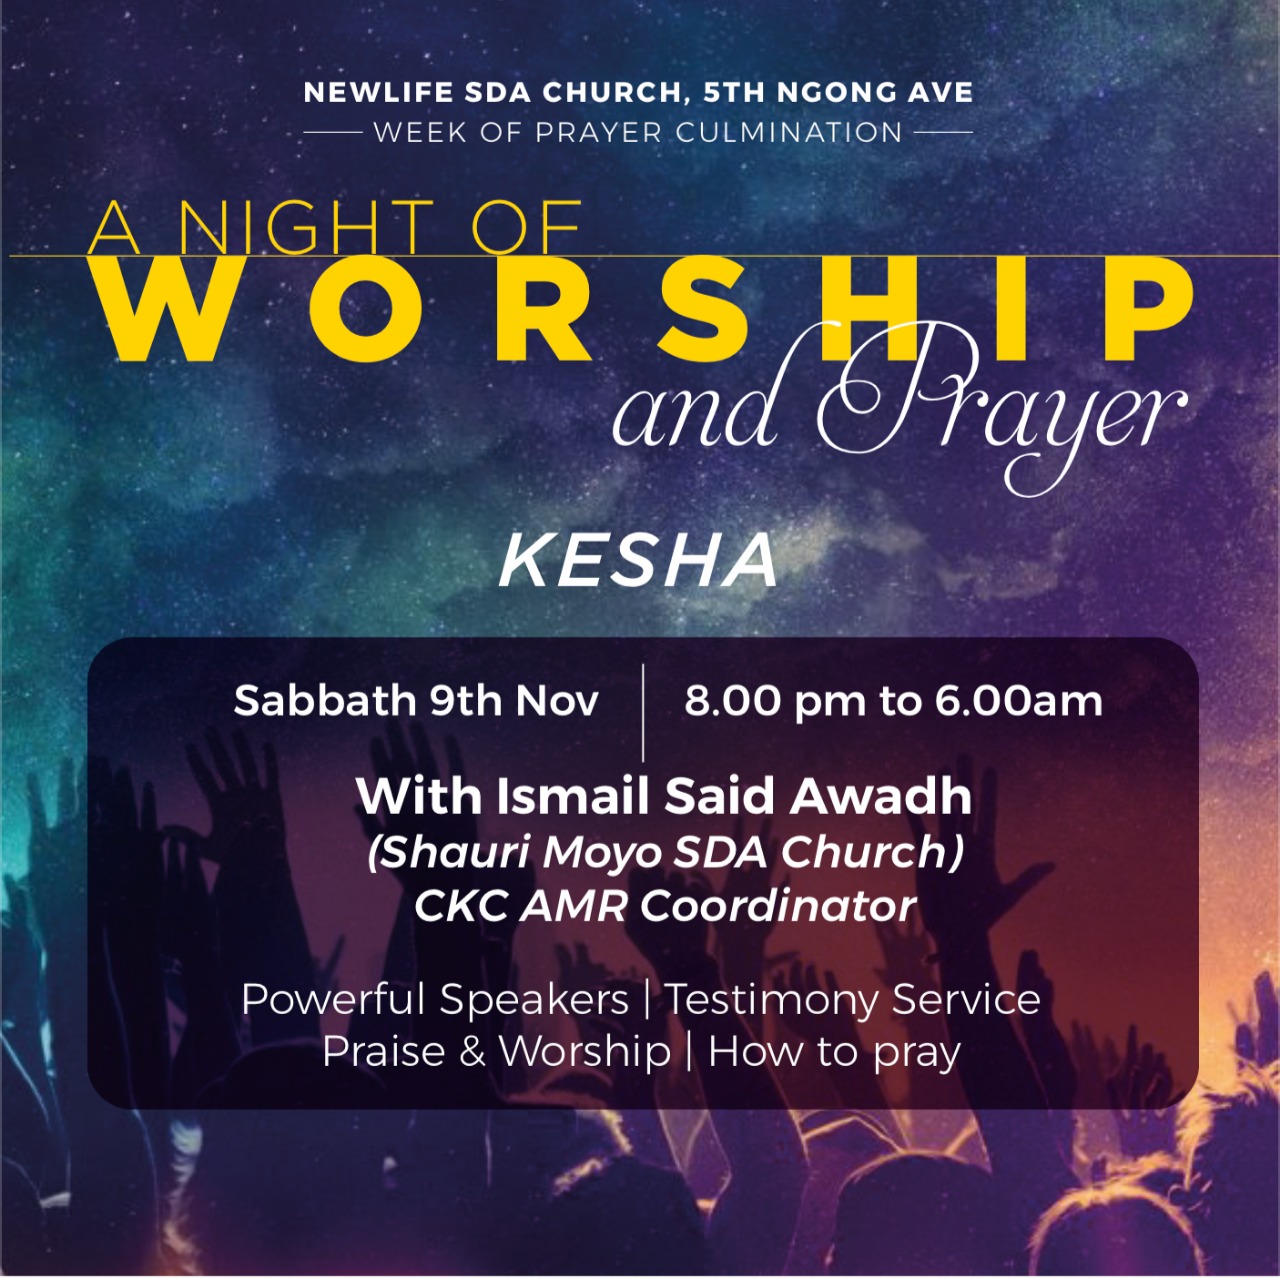 NEWLIFE SDA CHURCH, 5TH NGONG AVE
WEEK OF PRAYER CULMINATION
A NIGHT OF
WORSHIP
and Prayer
KESHA
Sabbath 9th Nov | 8.00 pm to 6.00am
With Ismail Said Awadh
(Shauri Moyo SDA Church)
CKC AMR Coordinator
Powerful Speakers | Testimony Service
Praise & Worship | How to pray